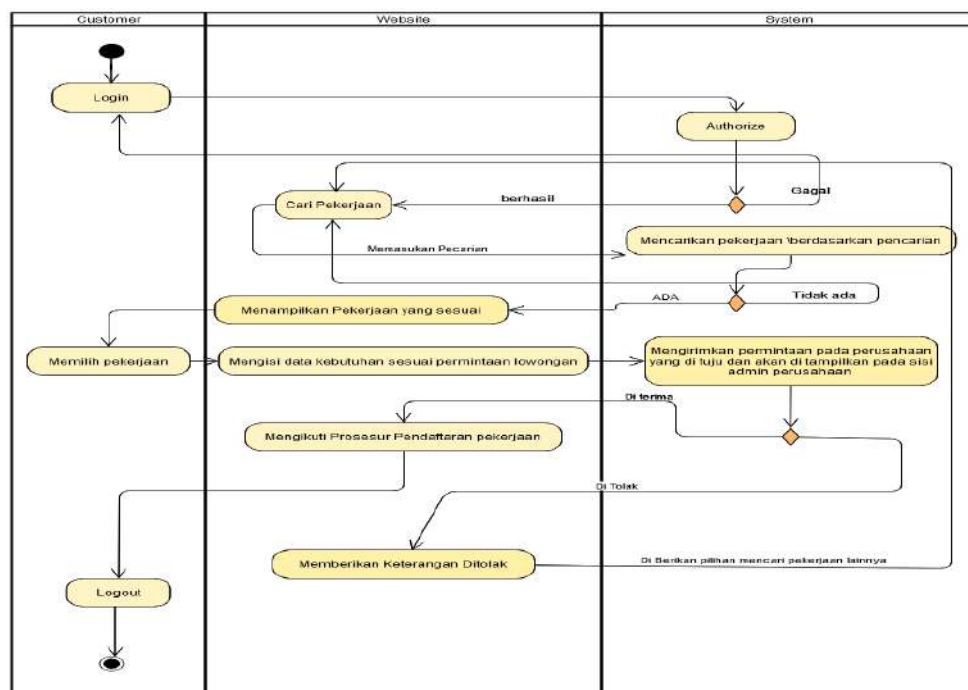 Customer
Website
System
Login
Authorize
Gagal
berhasil
Cari Pekerjaan
Memasukan Pecarian
Mencarikan pekerjaan \berdasarkan pencarian
Tidak ada
ADA
Menampilkan Pekerjaan yang sesuai
Memilih pekerjaan
Mengisi data kebutuhan sesuai permintaan lowongan
Mengirimkan permintaan pada perusahaan
yang di tuju dan akan di tampilkan pada sisi
admin perusahaan
Di terima
Mengikuti Prosesur Pendaftaran pekerjaan
Di Tolak
Memberikan Keterangan Ditolak
Di Berikan pilihan mencari pekerjaan lainnya
Logout